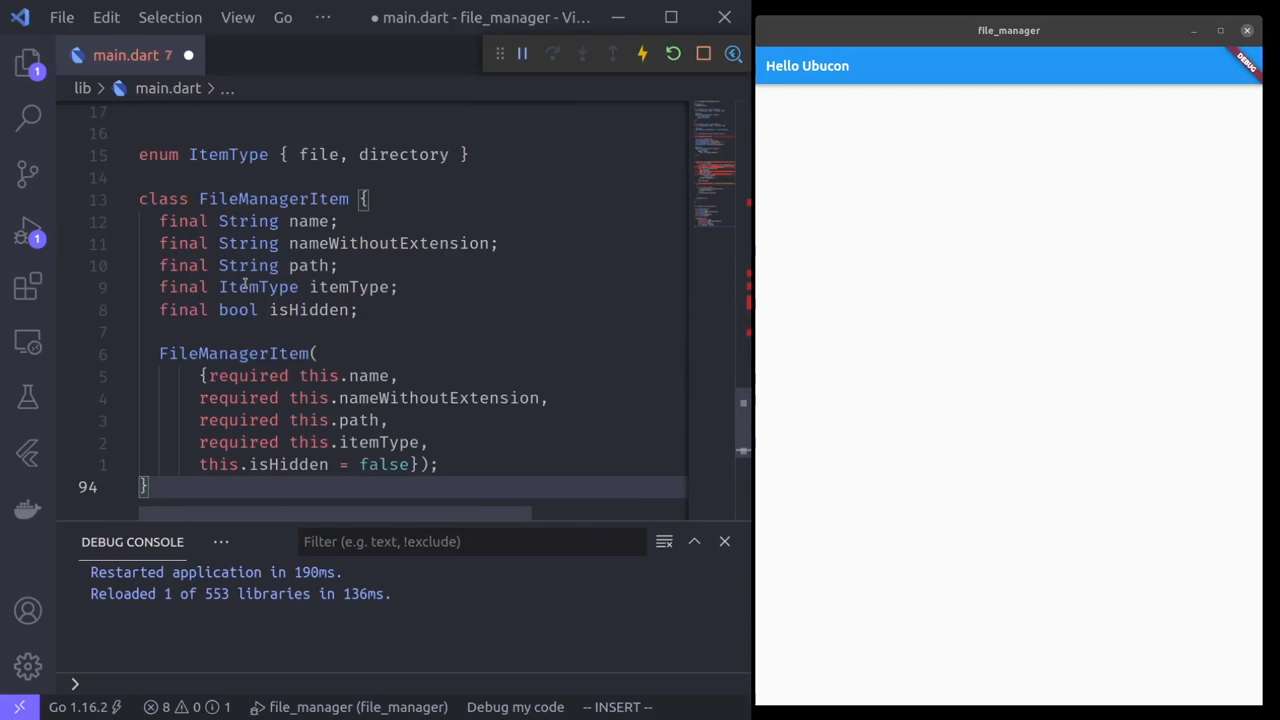 File Edit Selection View Go ··· ● main.dart - file_manager - Vi...
main.dart 7 ●
lib > main.dart > ...
17
16
enum ItemType { file, directory }
14
class FileManagerItem {
12 final String name;
11 final String nameWithoutExtension;
10 final String path;
9 final ItemType itemType;
8 final bool isHidden;
7
6 FileManagerItem(
5 {required this.name,
4 required this.nameWithoutExtension,
3 required this.path,
2 required this.itemType,
1 this.isHidden = false});
94 }
DEBUG CONSOLE ··· Filter (e.g. text, !exclude)
Restarted application in 190ms.
Reloaded 1 of 553 libraries in 136ms.
>
Go 1.16.2 8 0 1 file_manager (file_manager) Debug my code -- INSERT --
1
1
file_manager
Hello Ubucon
DEBUG